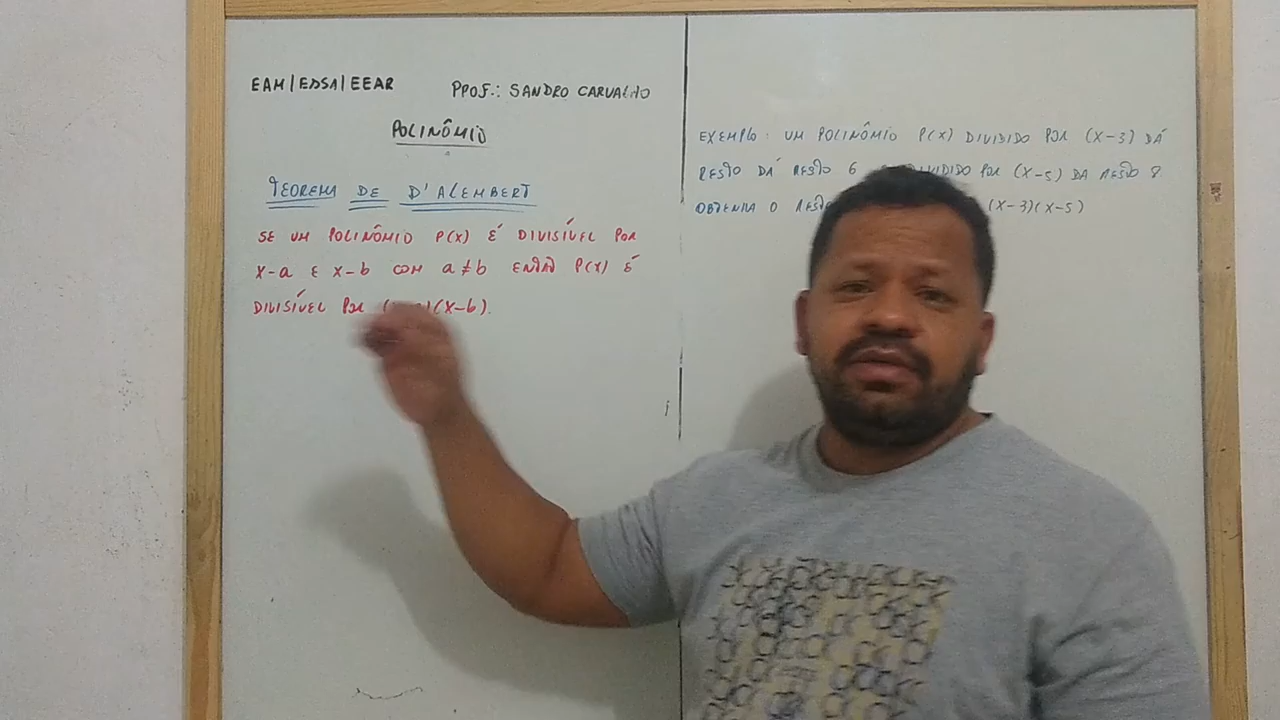 EAM/ESSA/EEAR PROF.: SANDRO CARVALHO
POLINÔMIO
TEOREMA DE D'ALEMBERT
SE UM POLINÔMIO P(X) É DIVISÍVEL POR
X-a E X-b COM a≠b ENTÃO P(X) É
DIVISÍVEL POR (X-b).
EXEMPLO: UM POLINÔMIO P(X) DIVIDIDO POR (X-3) DÁ
RESTO DÁ RESTO 6 DIVIDIDO POR (X-5) DA RESTO 8.
OBTENHA O RESTO (X-3)(X-5)